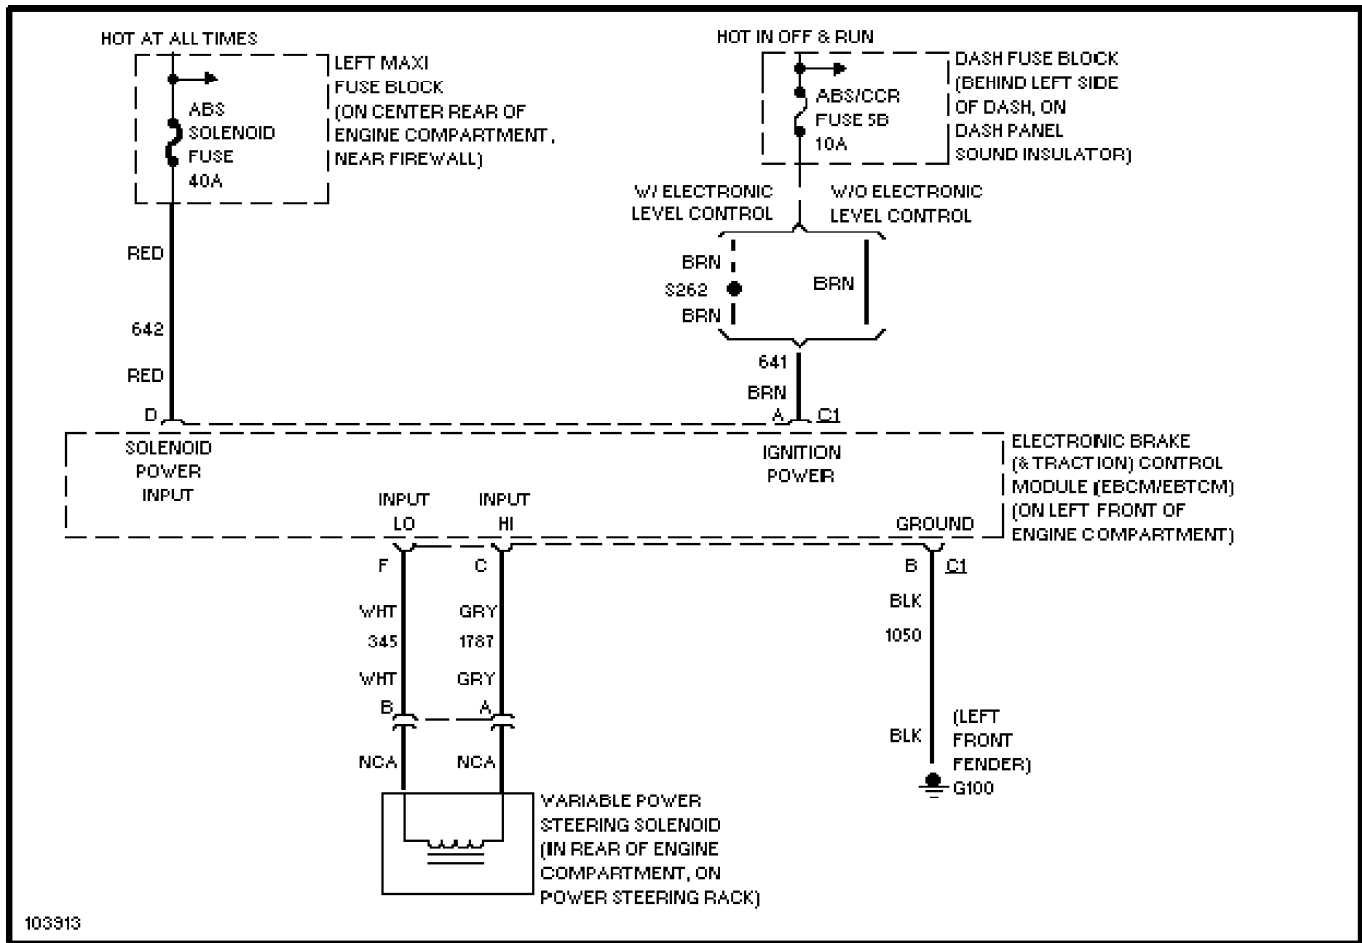 HOT AT ALL TIMES
LEFT MAXI
FUSE BLOCK
(ON CENTER REAR OF
ENGINE COMPARTMENT,
NEAR FIREWALL)
ABS
SOLENOID
FUSE
40A
HOT IN OFF & RUN
DASH FUSE BLOCK
(BEHIND LEFT SIDE
OF DASH, ON
DASH PANEL
SOUND INSULATOR)
ABS/CCR
FUSE 5B
10A
W/ ELECTRONIC
LEVEL CONTROL
W/O ELECTRONIC
LEVEL CONTROL
RED
642
RED
D
BRN
S262
BRN
BRN
641
BRN
A
C1
SOLENOID
POWER
INPUT
IGNITION
POWER
ELECTRONIC BRAKE
(& TRACTION) CONTROL
MODULE (EBCM/EBTCM)
(ON LEFT FRONT OF
ENGINE COMPARTMENT)
INPUT
LO
INPUT
HI
GROUND
F
C
B
C1
WHT
GRY
BLK
345
1787
1050
WHT
GRY
B
A
BLK
(LEFT
FRONT
FENDER)
G100
NCA
NCA
VARIABLE POWER
STEERING SOLENOID
(IN REAR OF ENGINE
COMPARTMENT, ON
POWER STEERING RACK)
103913